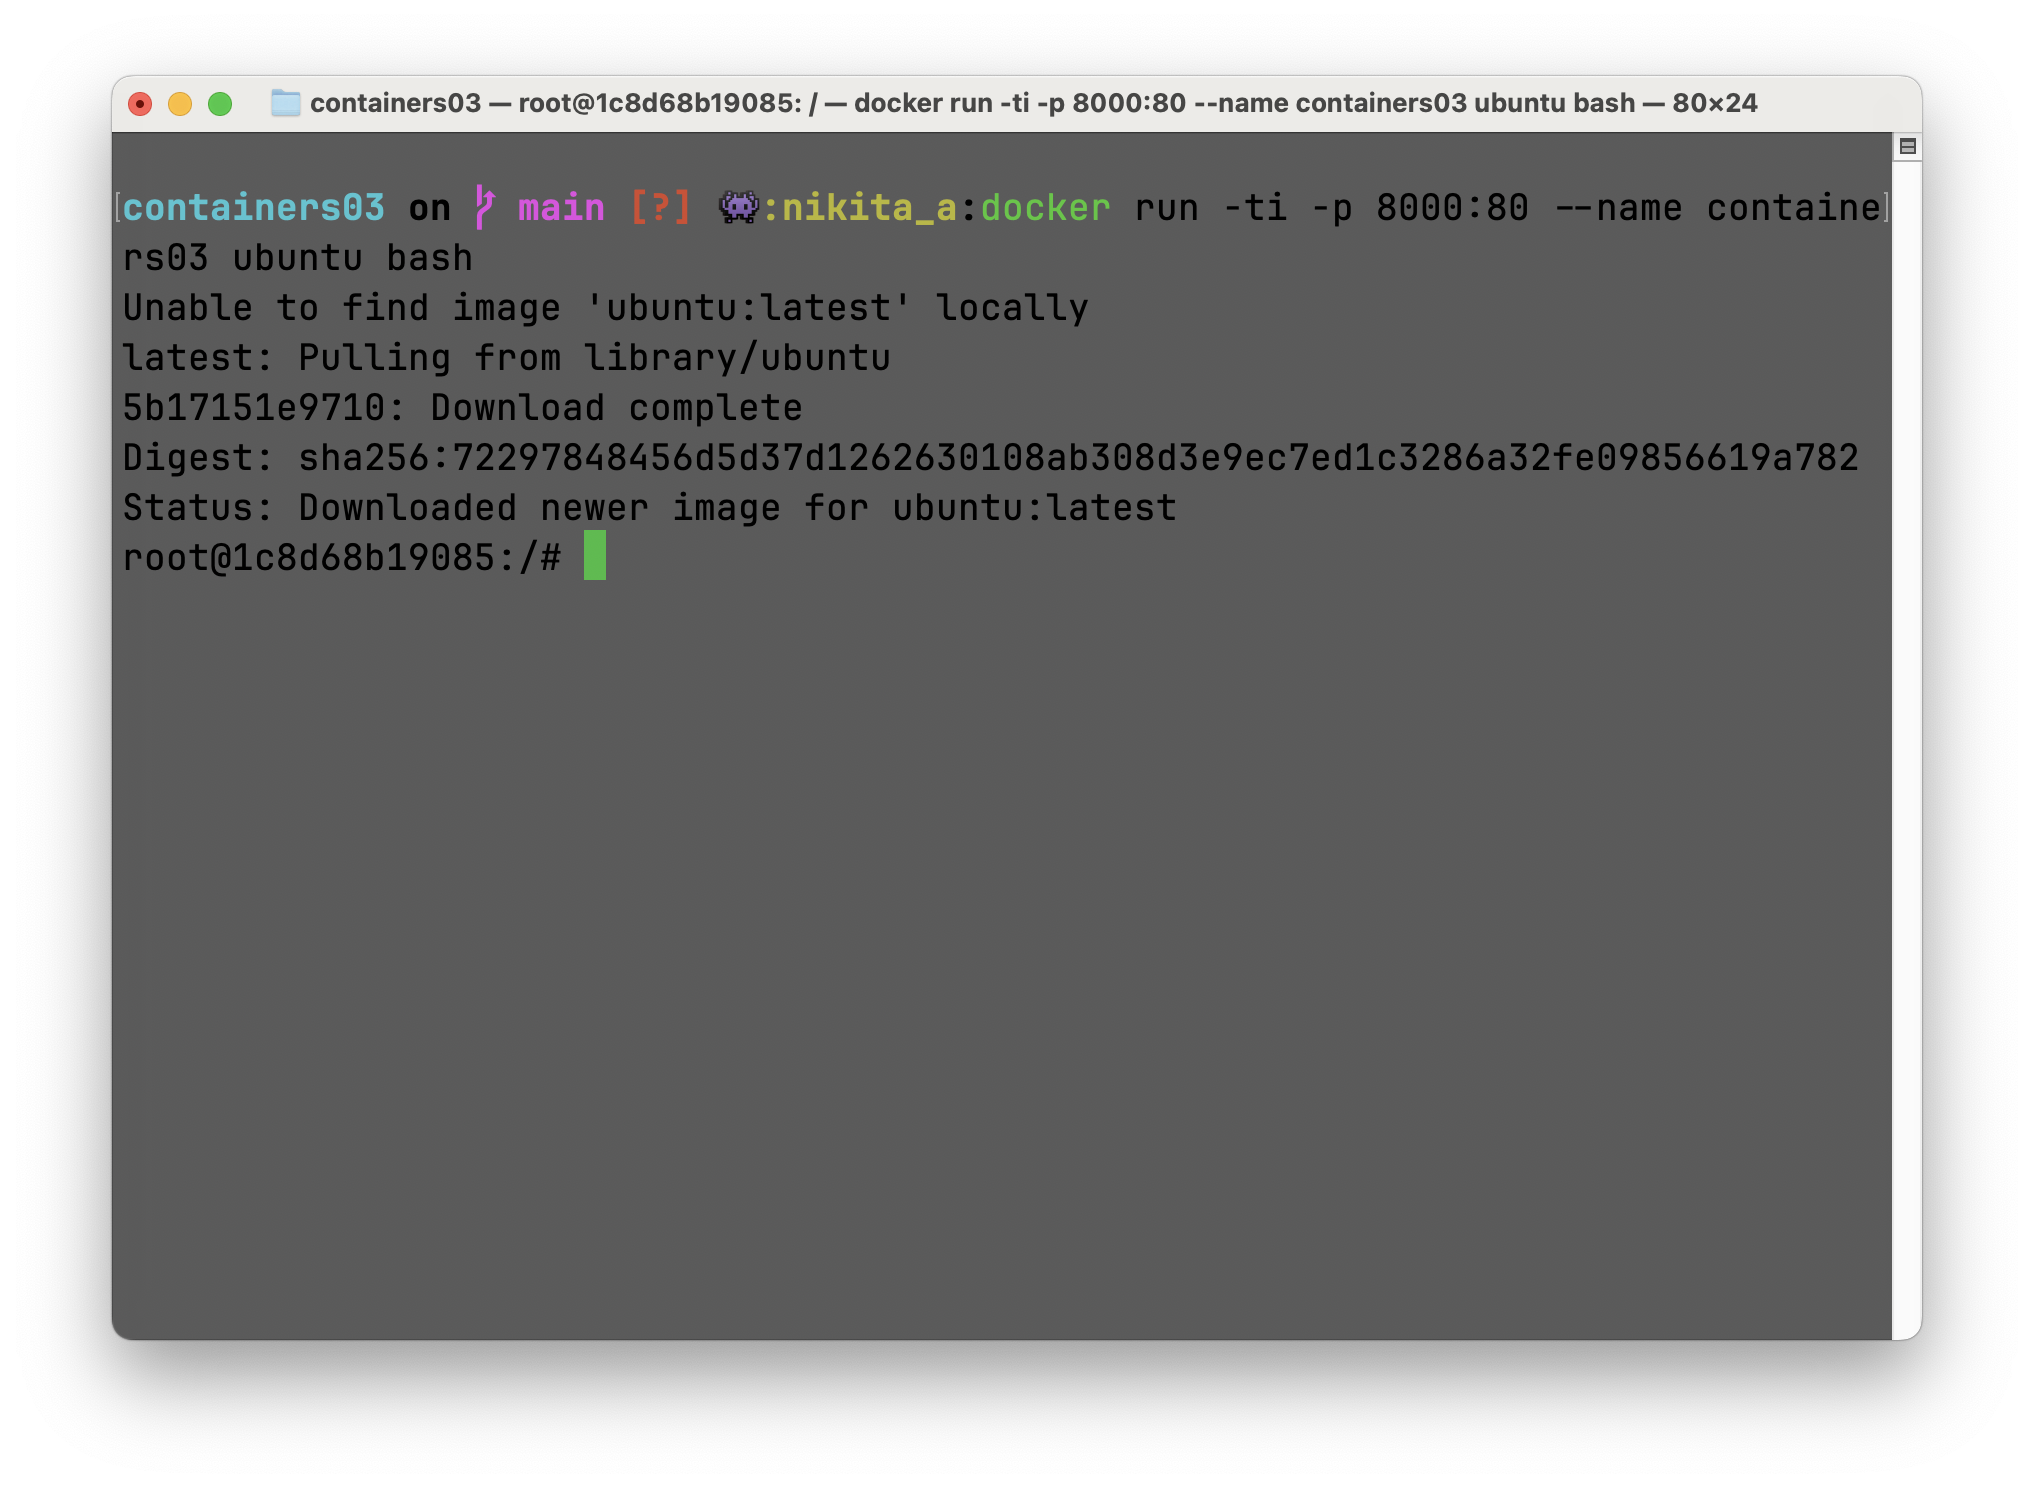 containers03 — root@1c8d68b19085: / — docker run -ti -p 8000:80 --name containers03 ubuntu bash — 80×24
containers03 on main [?] 👾:nikita_a:docker run -ti -p 8000:80 --name containe
rs03 ubuntu bash
Unable to find image 'ubuntu:latest' locally
latest: Pulling from library/ubuntu
5b17151e9710: Download complete
Digest: sha256:72297848456d5d37d1262630108ab308d3e9ec7ed1c3286a32fe09856619a782
Status: Downloaded newer image for ubuntu:latest
root@1c8d68b19085:/#